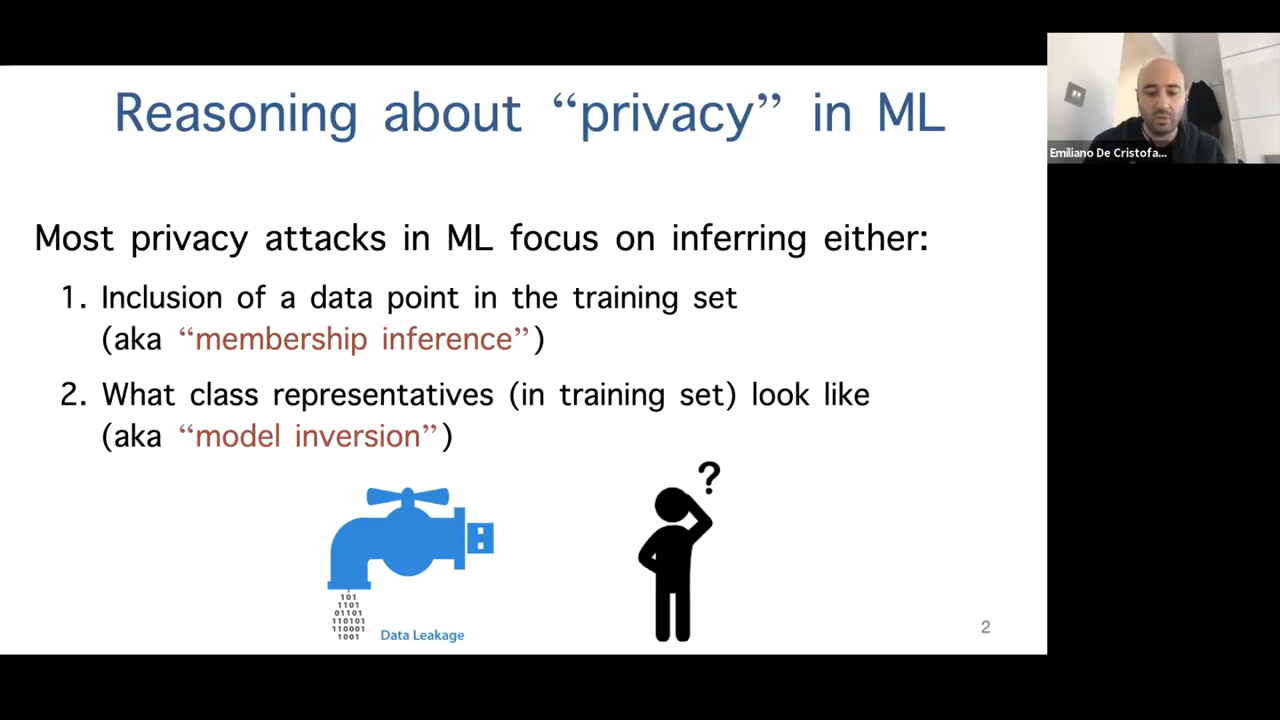 Reasoning about “privacy” in ML
Emiliano De Cristofa...
Most privacy attacks in ML focus on inferring either:
1. Inclusion of a data point in the training set
(aka “membership inference”)
2. What class representatives (in training set) look like
(aka “model inversion”)
?
101
1101
01101
110101
110001
1001
Data Leakage
2